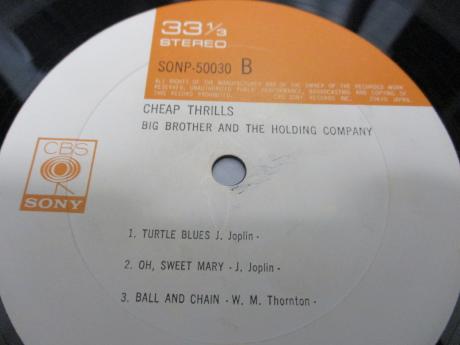 33 1/3
STEREO
SONP-50030 B
ALL RIGHTS OF THE MANUFACTURER AND OF THE OWNER OF THE RECORDED WORK
RESERVED. UNAUTHORIZED PUBLIC PERFORMANCE, BROADCASTING AND COPYING OF
THIS RECORD PROHIBITED. CBS/SONY RECORDS INC. TOKYO JAPAN.
CHEAP THRILLS
BIG BROTHER AND THE HOLDING COMPANY
CBS
SONY
1. TURTLE BLUES J. Joplin -
2. OH, SWEET MARY - J. Joplin -
3. BALL AND CHAIN - W. M. Thornton -